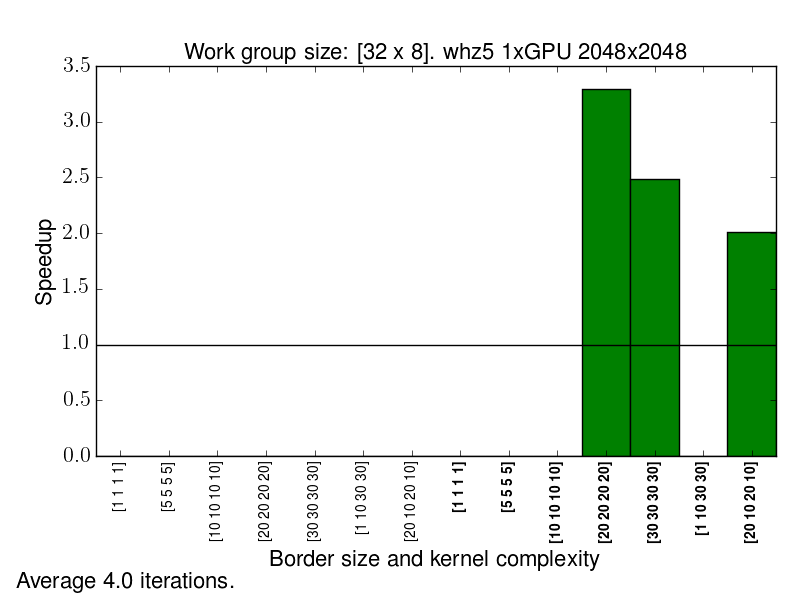 Work group size: [32 x 8]. whz5 1xGPU 2048x2048
3.5
3.0
2.5
2.0
1.5
1.0
0.5
0.0
Speedup
[1 1 1 1]
[5 5 5 5]
[10 10 10 10]
[20 20 20 20]
[30 30 30 30]
[1 10 30 30]
[20 10 20 10]
[1 1 1 1]
[5 5 5 5]
[10 10 10 10]
[20 20 20 20]
[30 30 30 30]
[1 10 30 30]
[20 10 20 10]
Border size and kernel complexity
Average 4.0 iterations.